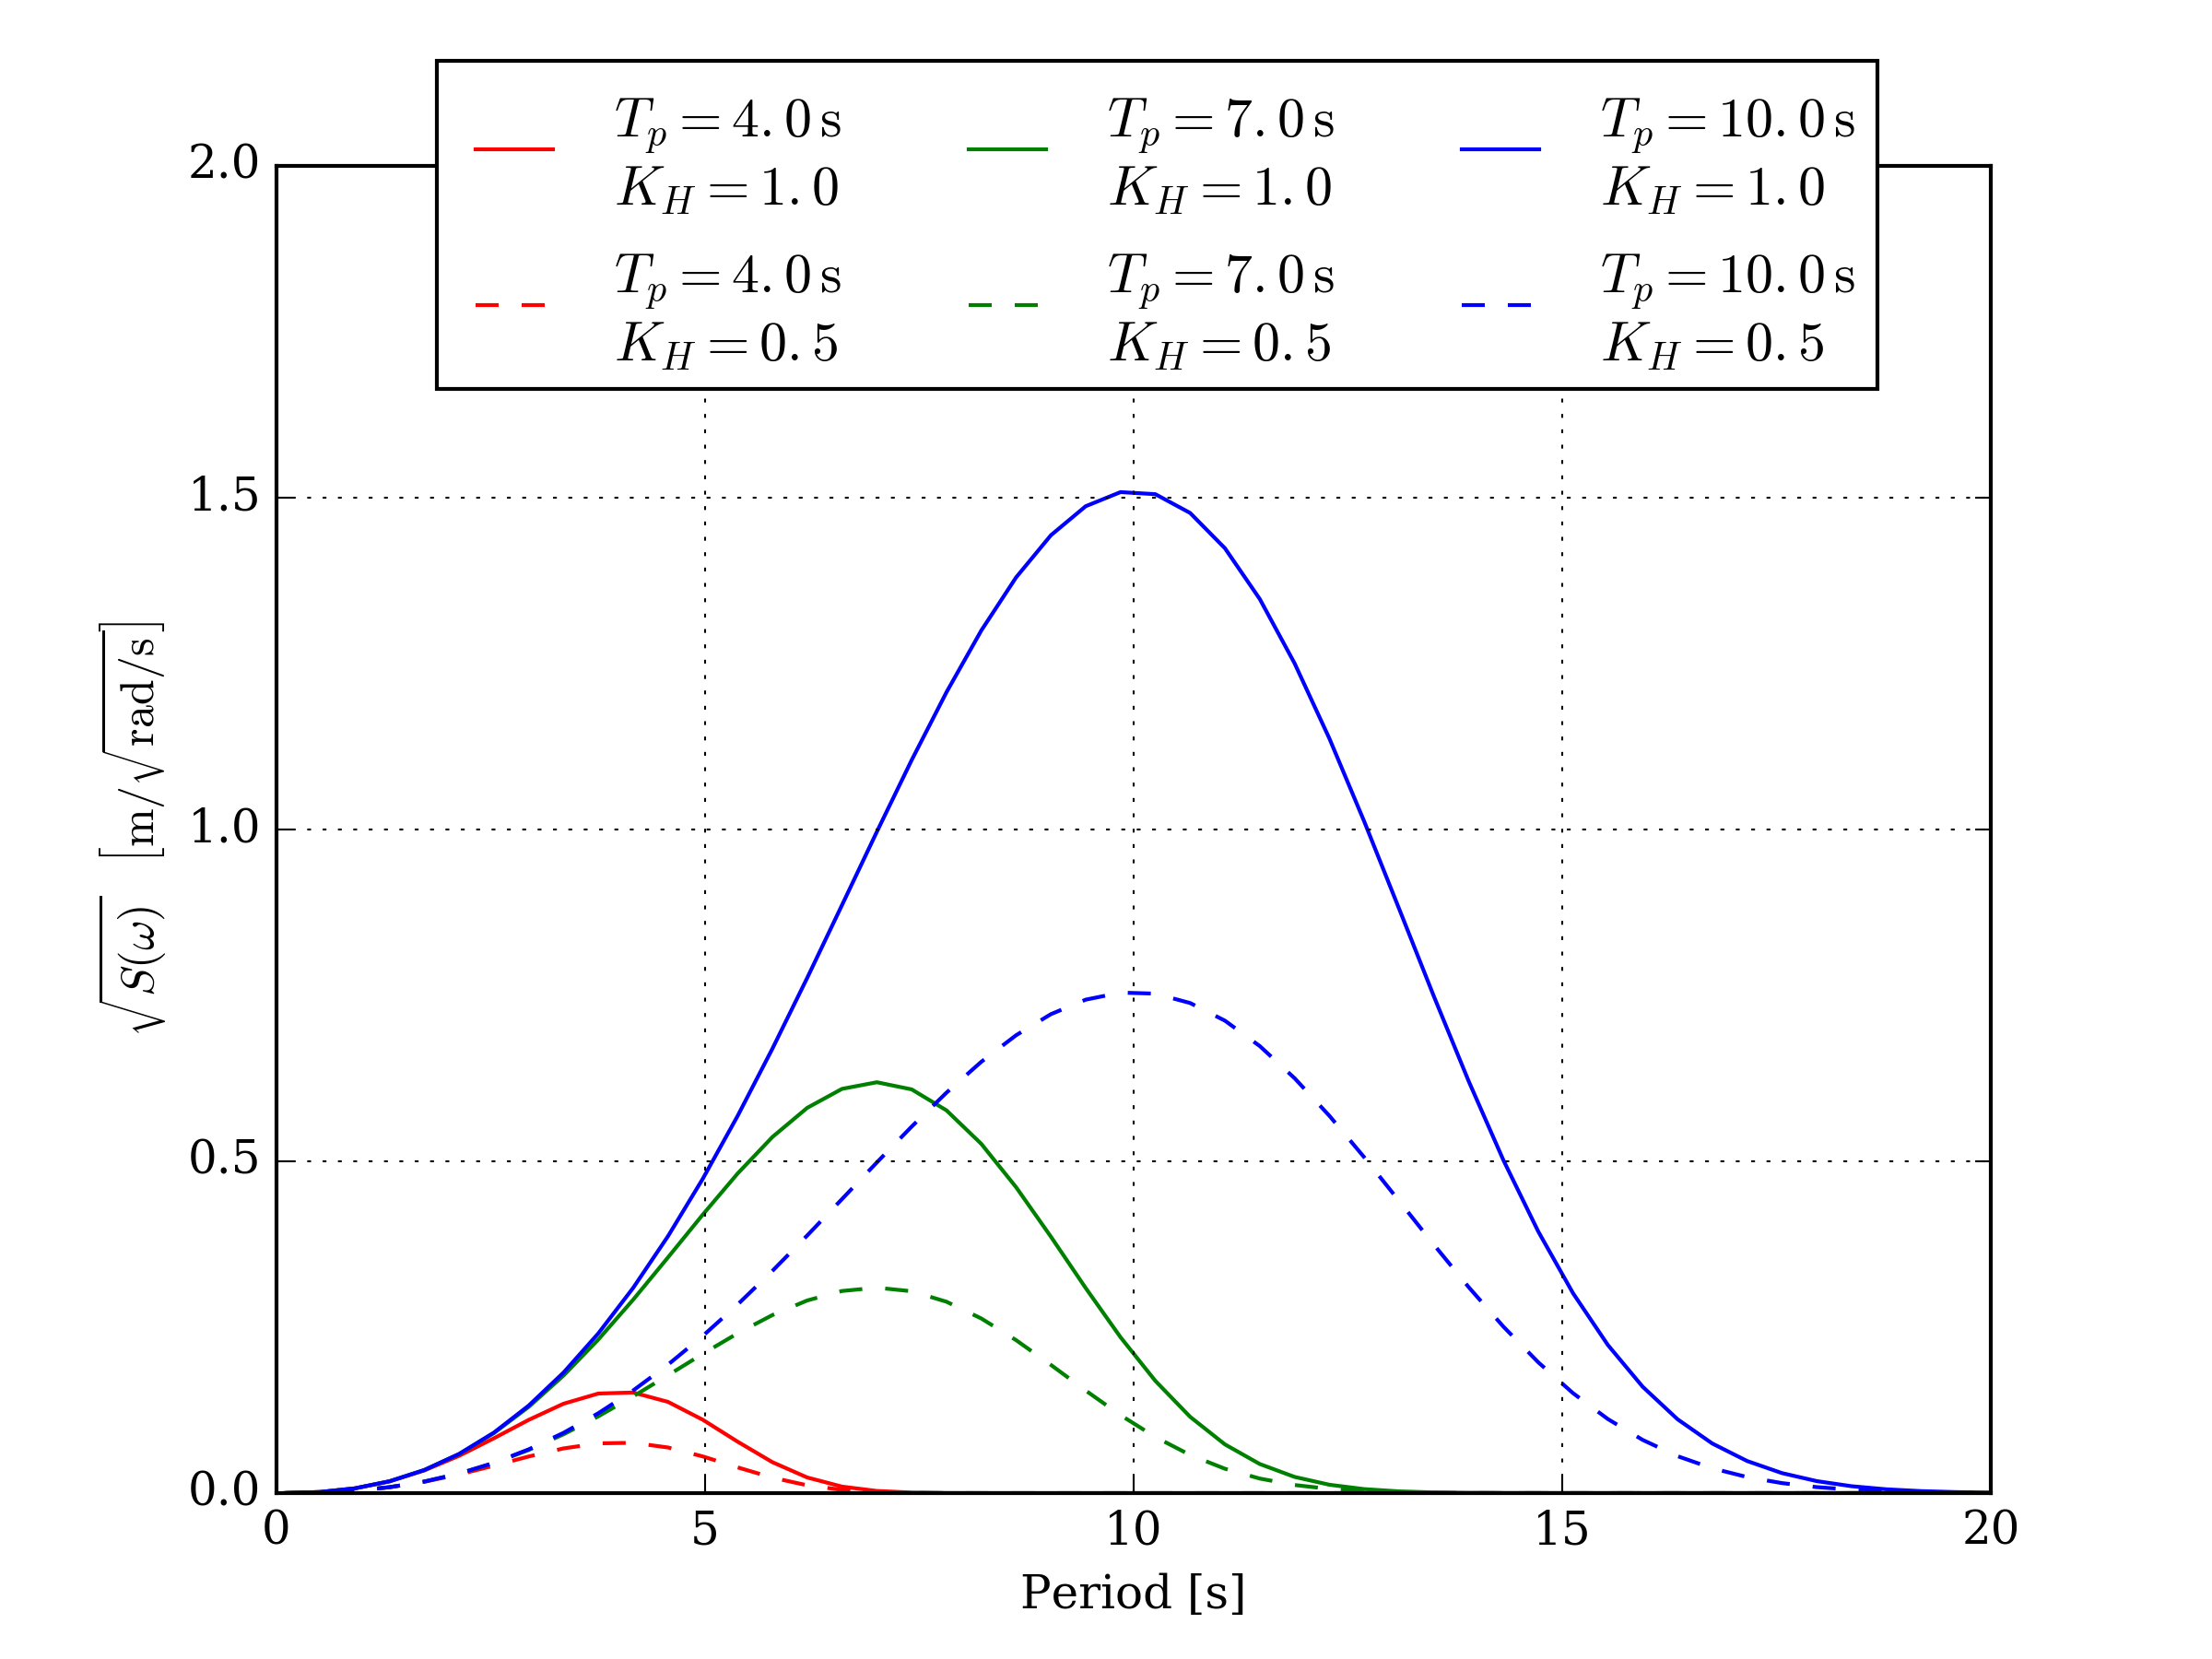 T_p = 4.0 s
K_H = 1.0
T_p = 7.0 s
K_H = 1.0
T_p = 10.0 s
K_H = 1.0
T_p = 4.0 s
K_H = 0.5
T_p = 7.0 s
K_H = 0.5
T_p = 10.0 s
K_H = 0.5
2.0
1.5
1.0
0.5
0.0
√S(ω) [m/√rad/s]
0 5 10 15 20
Period [s]